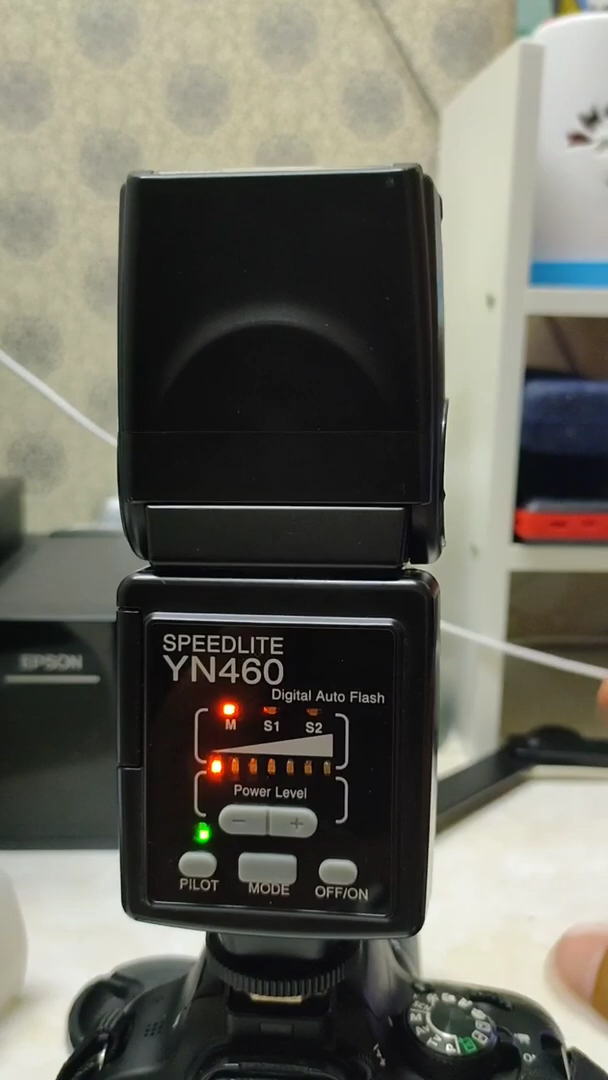 EPSON
SPEEDLITE
YN460
Digital Auto Flash
M S1 S2
Power Level
− +
PILOT MODE OFF/ON